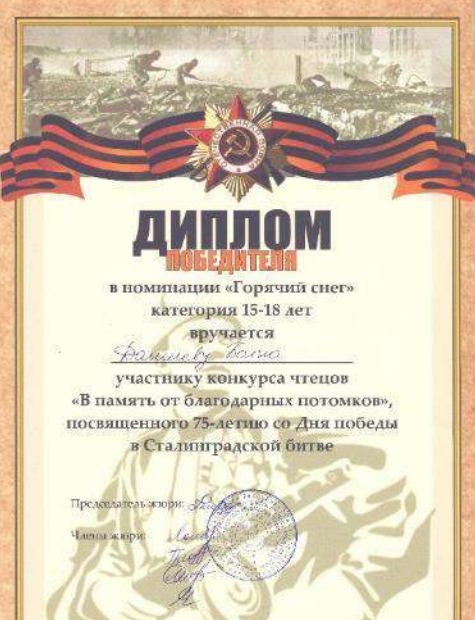 ДИПЛОМ
ПОБЕДИТЕЛЯ
в номинации «Горячий снег»
категория 15-18 лет
вручается
участнику конкурса чтецов
«В память от благодарных потомков»,
посвященного 75-летию со Дня победы
в Сталинградской битве
Председатель жюри:
Члены жюри: